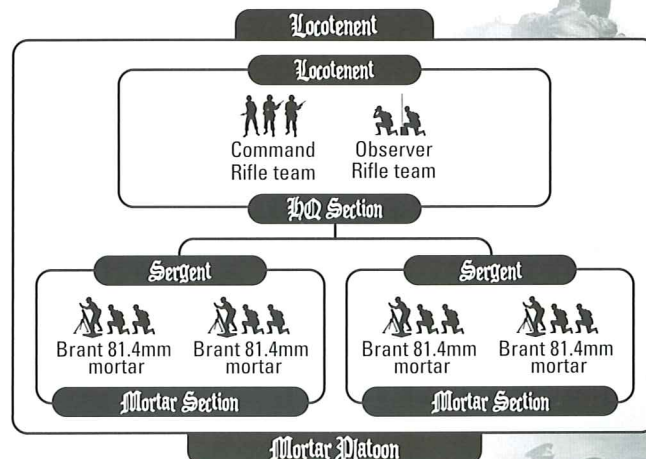 Locotenent
Locotenent
Command
Rifle team
Observer
Rifle team
HQ Section
Sergent
Brant 81.4mm
mortar
Brant 81.4mm
mortar
Mortar Section
Sergent
Brant 81.4mm
mortar
Brant 81.4mm
mortar
Mortar Section
Mortar Platoon